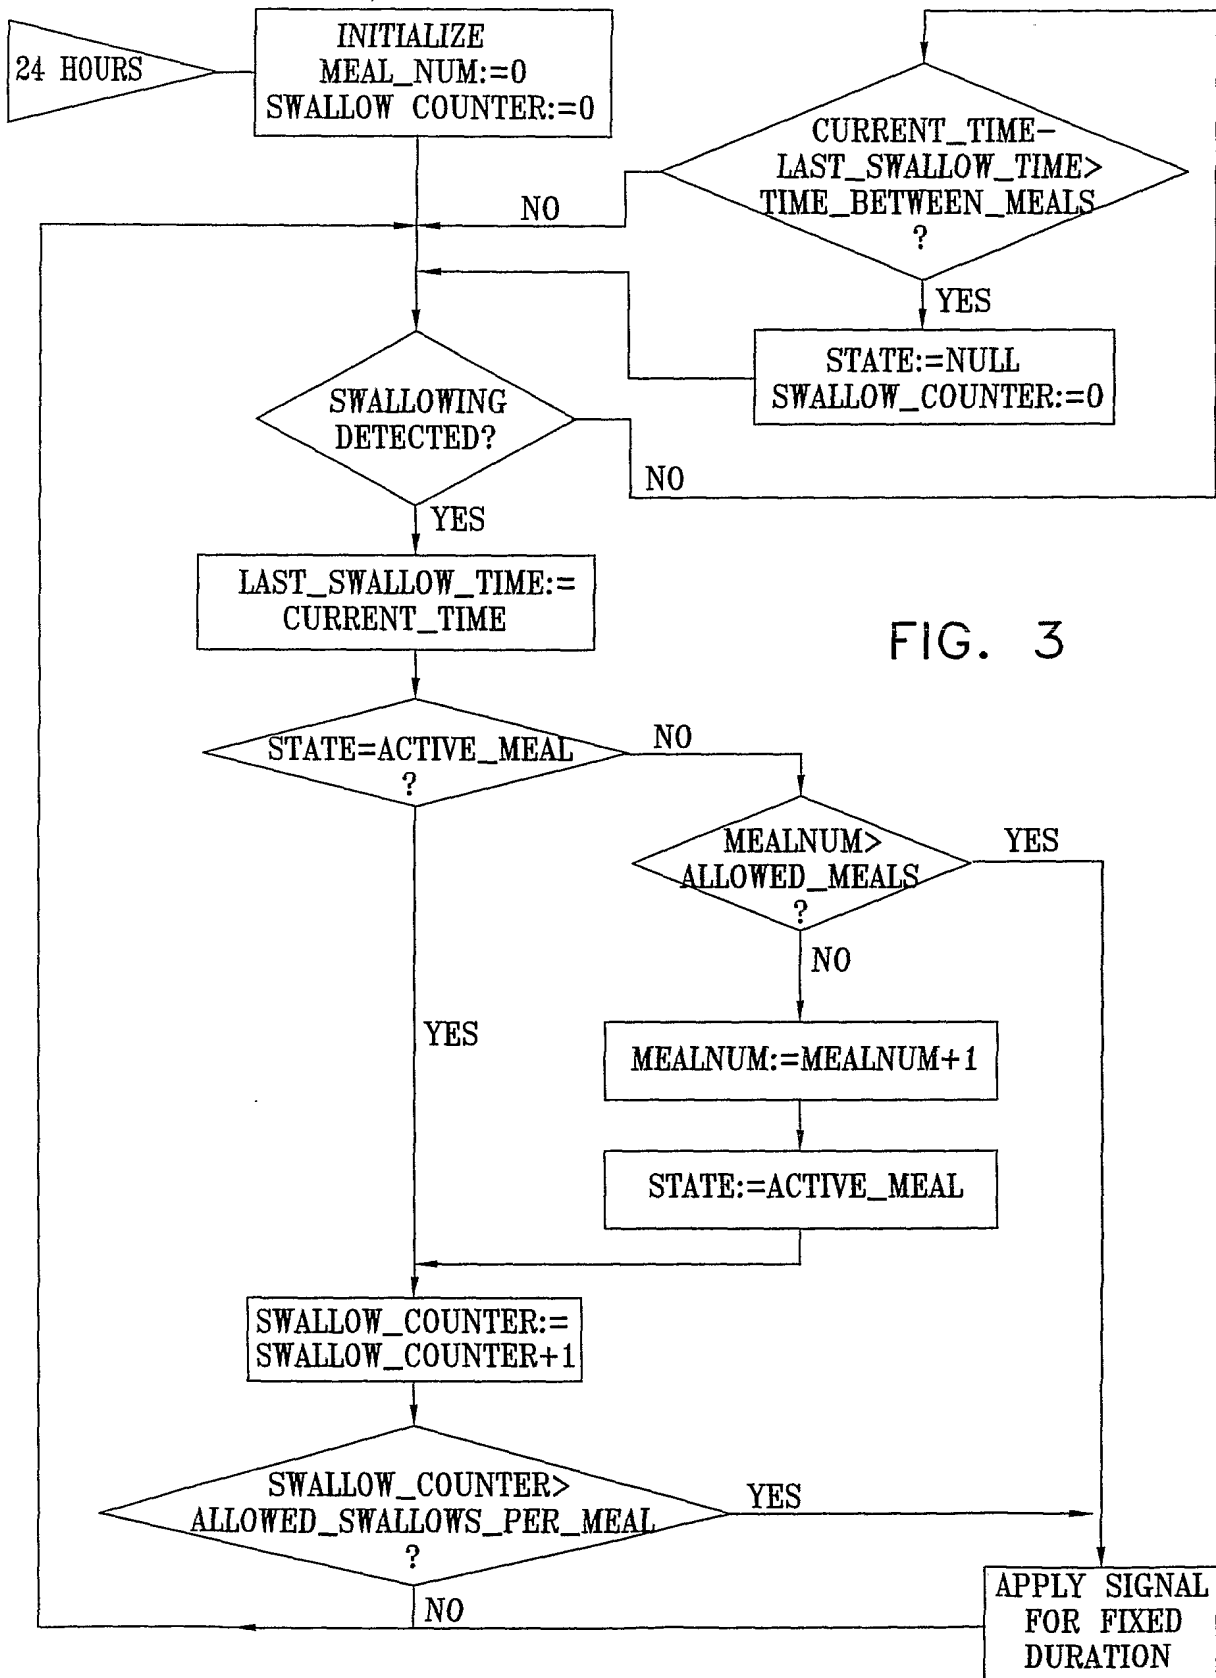 24 HOURS
INITIALIZE
MEAL_NUM:=0
SWALLOW COUNTER:=0
CURRENT_TIME-
LAST_SWALLOW_TIME>
TIME_BETWEEN_MEALS
?
NO
YES
STATE:=NULL
SWALLOW_COUNTER:=0
SWALLOWING
DETECTED?
NO
YES
LAST_SWALLOW_TIME:=
CURRENT_TIME
FIG. 3
STATE=ACTIVE_MEAL
?
NO
MEALNUM>
ALLOWED_MEALS
?
YES
NO
YES
MEALNUM:=MEALNUM+1
STATE:=ACTIVE_MEAL
SWALLOW_COUNTER:=
SWALLOW_COUNTER+1
SWALLOW_COUNTER>
ALLOWED_SWALLOWS_PER_MEAL
?
YES
NO
APPLY SIGNAL
FOR FIXED
DURATION